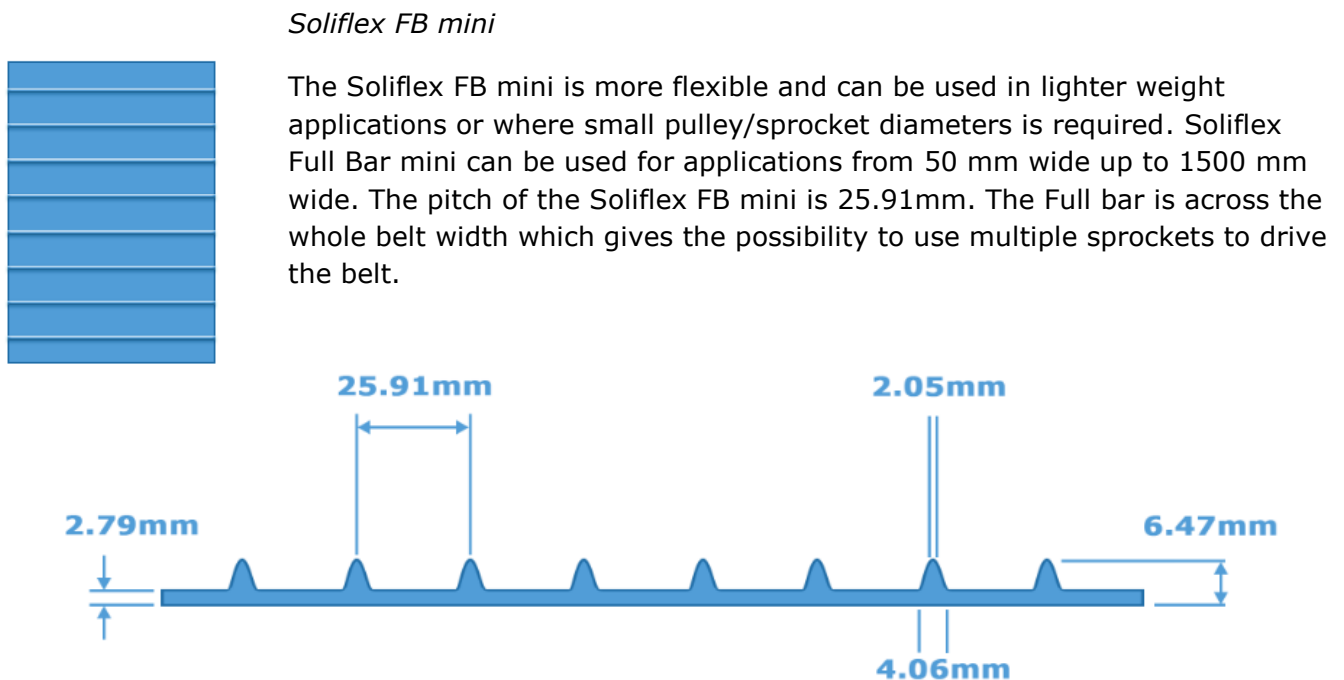 Soliflex FB mini
The Soliflex FB mini is more flexible and can be used in lighter weight
applications or where small pulley/sprocket diameters is required. Soliflex
Full Bar mini can be used for applications from 50 mm wide up to 1500 mm
wide. The pitch of the Soliflex FB mini is 25.91mm. The Full bar is across the
whole belt width which gives the possibility to use multiple sprockets to drive
the belt.
25.91mm
2.05mm
2.79mm
6.47mm
4.06mm